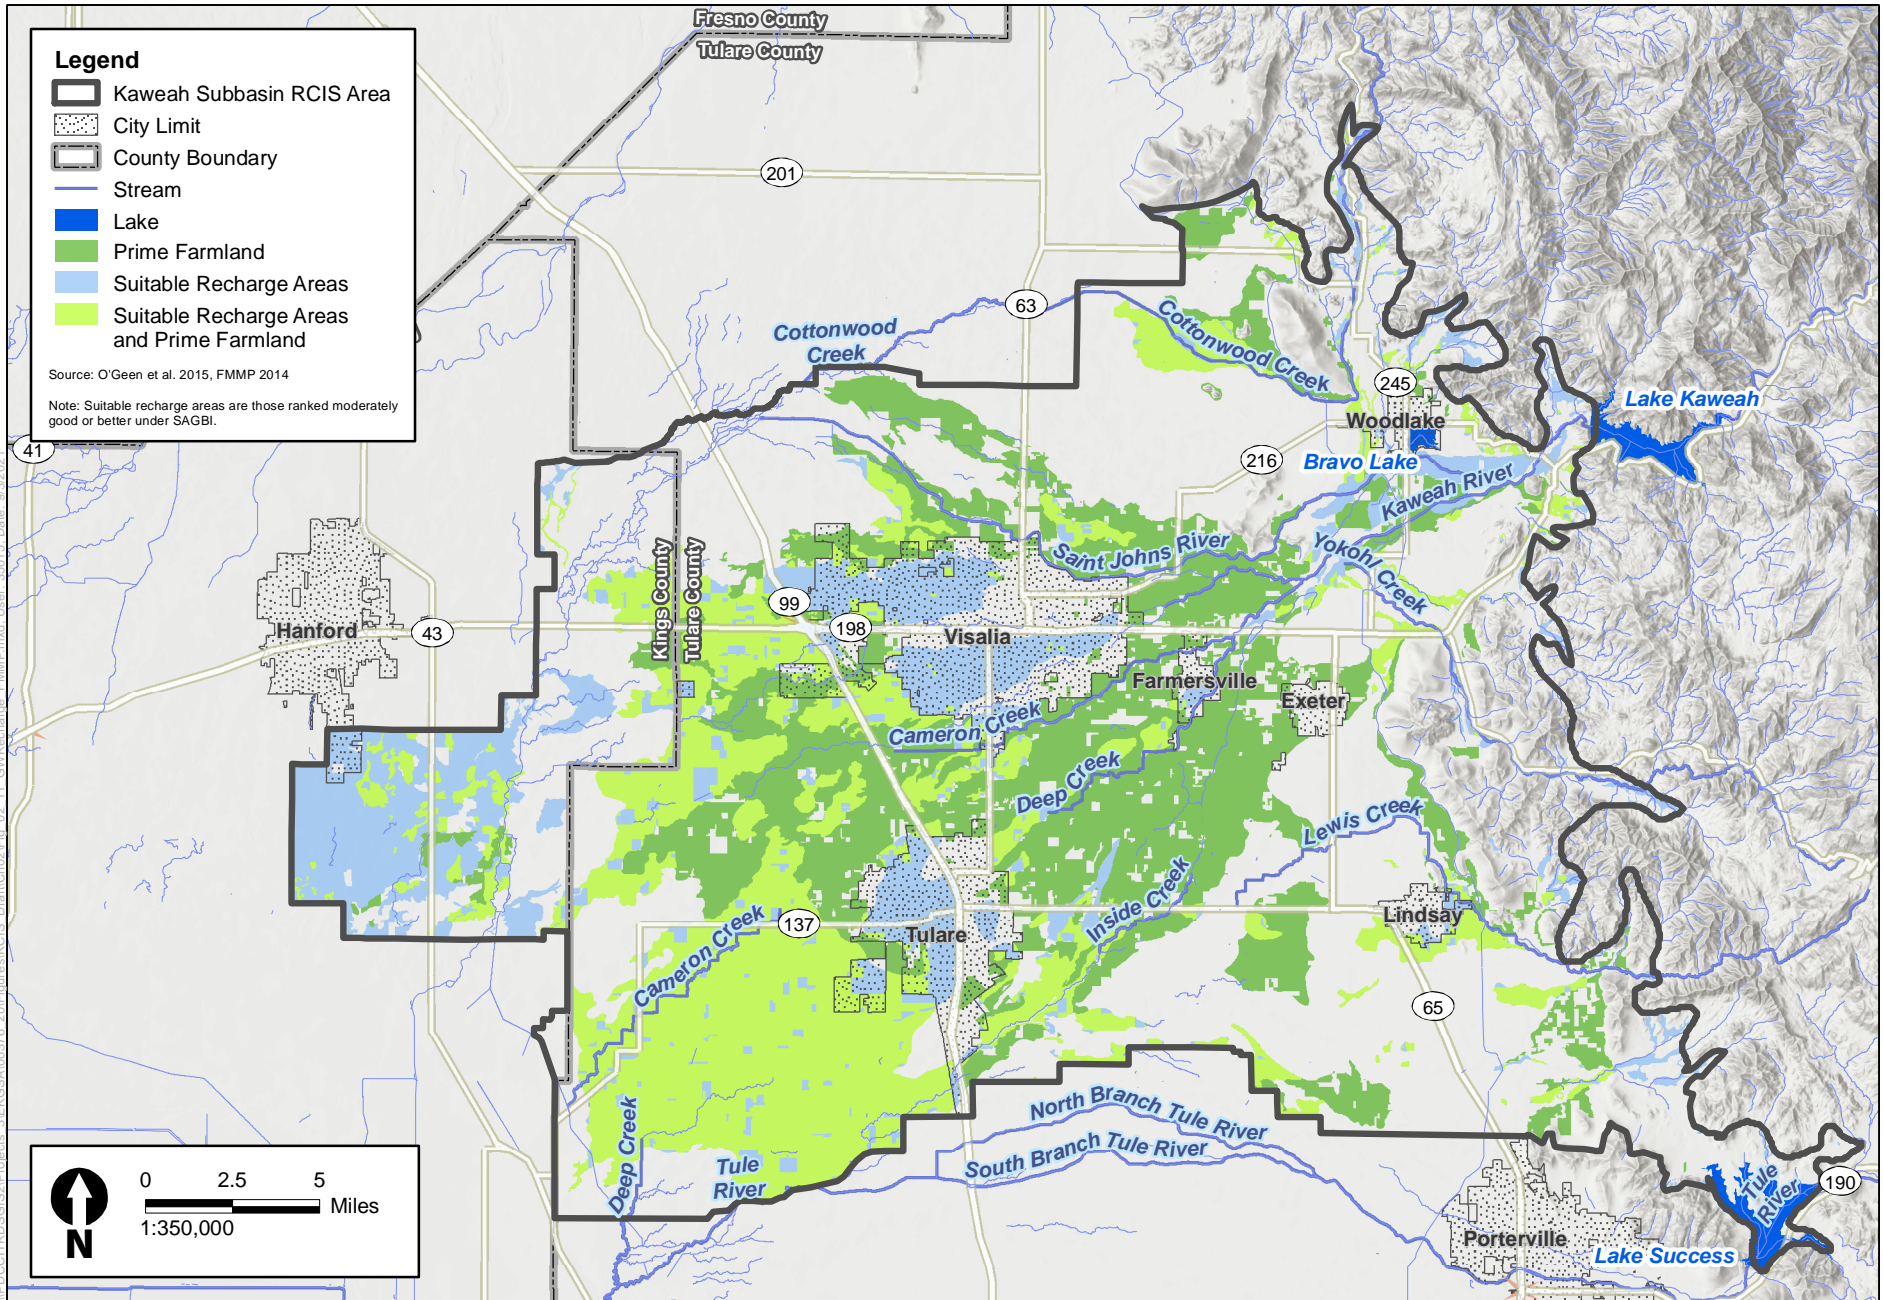 Fresno County
Tulare County
Legend
Kaweah Subbasin RCIS Area
City Limit
County Boundary
Stream
Lake
Prime Farmland
Suitable Recharge Areas
Suitable Recharge Areas
and Prime Farmland
Source: O'Geen et al. 2015, FMMP 2014
Note: Suitable recharge areas are those ranked moderately
good or better under SAGBI.
201
63
Cottonwood
Creek
Cottonwood Creek
245
Woodlake
Lake Kaweah
41
216
Bravo Lake
Kaweah River
Saint Johns River
Yokohl Creek
Kings County
Tulare County
99
198
Hanford
43
Visalia
Farmersville
Exeter
Cameron Creek
Deep Creek
Lewis Creek
Inside Creek
137
Cameron Creek
Tulare
Lindsay
65
Deep Creek
North Branch Tule River
South Branch Tule River
Tule
River
Tule
River
190
Porterville
Lake Success
0 2.5 5
Miles
1:350,000
N